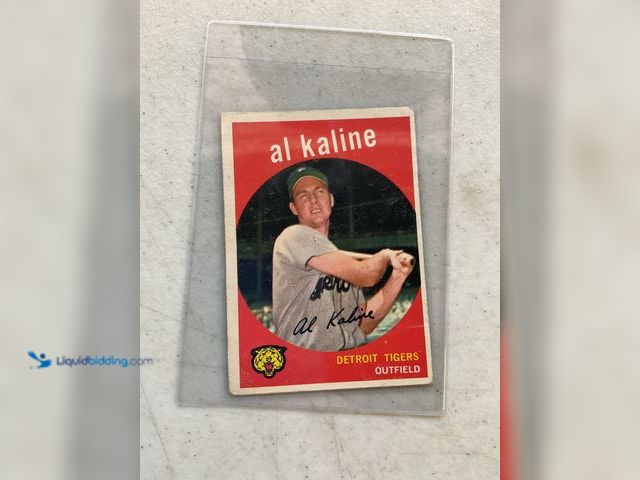 al kaline
Al Kaline
DETROIT TIGERS
OUTFIELD
Liquidbidding.com